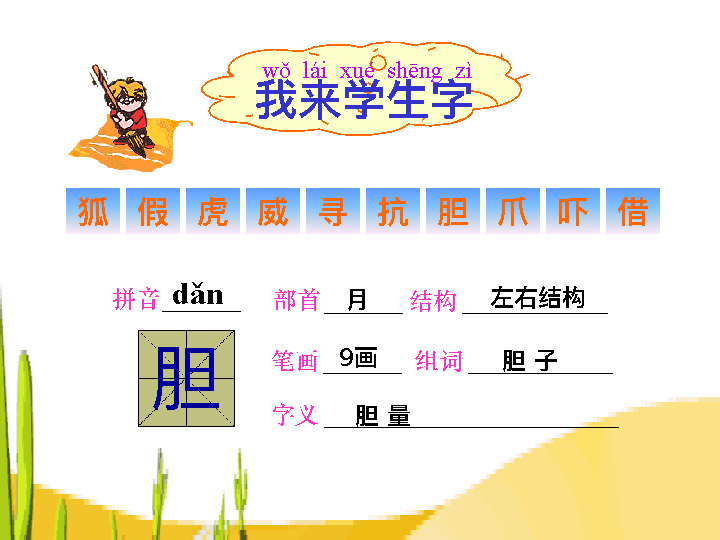 wǒ lái xué shēng zì
我来学生字
狐 假 虎 威 寻 抗 胆 爪 吓 借
拼音 dǎn 部首 月 结构 左右结构
胆
笔画 9画 组词 胆 子
字义 胆 量